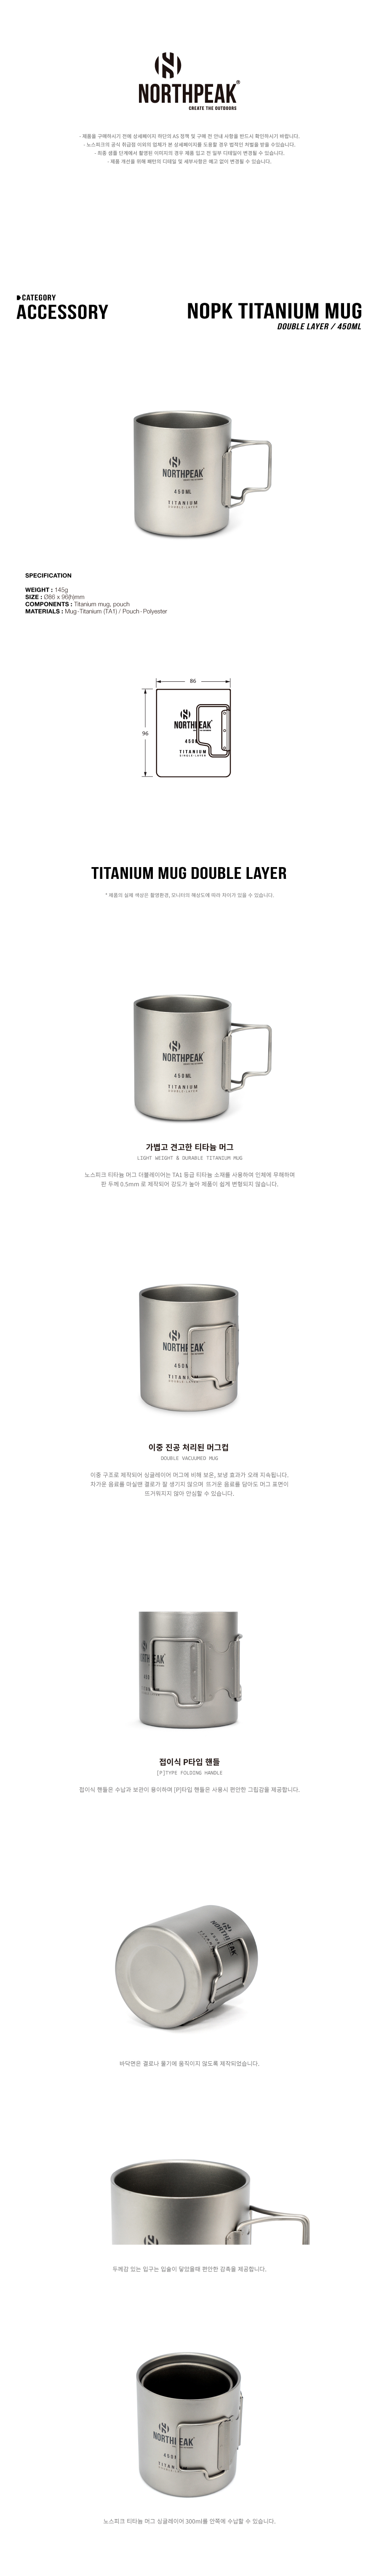 NORTHPEAK®
CREATE THE OUTDOORS
- 제품을 구매하시기 전에 상세페이지 하단의 AS 정책 및 구매 전 안내 사항을 반드시 확인하시기 바랍니다.
- 노스피크의 공식 취급점 이외의 업체가 본 상세페이지를 도용할 경우 법적인 처벌을 받을 수있습니다.
- 최종 샘플 단계에서 촬영된 이미지의 경우 제품 입고 전 일부 디테일이 변경될 수 있습니다.
- 제품 개선을 위해 패턴의 디테일 및 세부사항은 예고 없이 변경될 수 있습니다.
CATEGORY
ACCESSORY
NOPK TITANIUM MUG
DOUBLE LAYER / 450ML
NORTHPEAK
450ML
TITANIUM
DOUBLE LAYER
SPECIFICATION
WEIGHT : 145g
SIZE : Ø86 x 96(h)mm
COMPONENTS : Titanium mug, pouch
MATERIALS : Mug-Titanium (TA1) / Pouch-Polyester
86
96
NORTHPEAK
450
TITANIUM
SINGLE LAYER
TITANIUM MUG DOUBLE LAYER
* 제품의 실제 색상은 촬영환경, 모니터의 해상도에 따라 차이가 있을 수 있습니다.
NORTHPEAK
450ML
TITANIUM
DOUBLE LAYER
가볍고 견고한 티타늄 머그
LIGHT WEIGHT & DURABLE TITANIUM MUG
노스피크 티타늄 머그 더블레이어는 TA1 등급 티타늄 소재를 사용하여 인체에 무해하며
판 두께 0.5mm 로 제작되어 강도가 높아 제품이 쉽게 변형되지 않습니다.
NORTHPEAK
450
TITANI
DOUBLE LAY
이중 진공 처리된 머그컵
DOUBLE VACUUMED MUG
이중 구조로 제작되어 싱글레이어 머그에 비해 보온, 보냉 효과가 오래 지속됩니다.
차가운 음료를 마실땐 결로가 잘 생기지 않으며 뜨거운 음료를 담아도 머그 표면이
뜨거워지지 않아 안심할 수 있습니다.
접이식 P타입 핸들
[P]TYPE FOLDING HANDLE
접이식 핸들은 수납과 보관이 용이하며 [P]타입 핸들은 사용시 편안한 그립감을 제공합니다.
NORTHPEAK
바닥면은 결로나 물기에 움직이지 않도록 제작되었습니다.
두께감 있는 입구는 입술이 닿았을때 편안한 감촉을 제공합니다.
NORTHPEAK
450
TITAN
노스피크 티타늄 머그 싱글레이어 300ml를 안쪽에 수납할 수 있습니다.